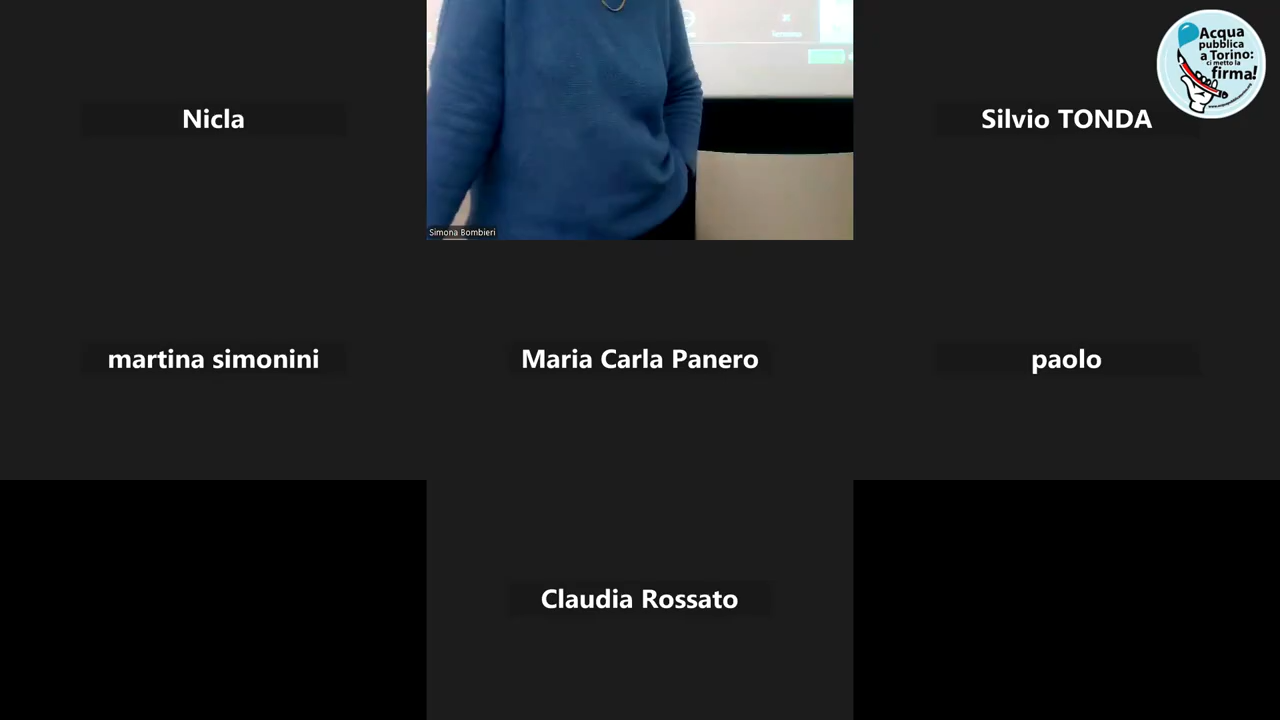 Acqua
pubblica
a Torino:
ci metto la
firma!
Nicla
Silvio TONDA
Simona Bombieri
martina simonini
Maria Carla Panero
paolo
Claudia Rossato